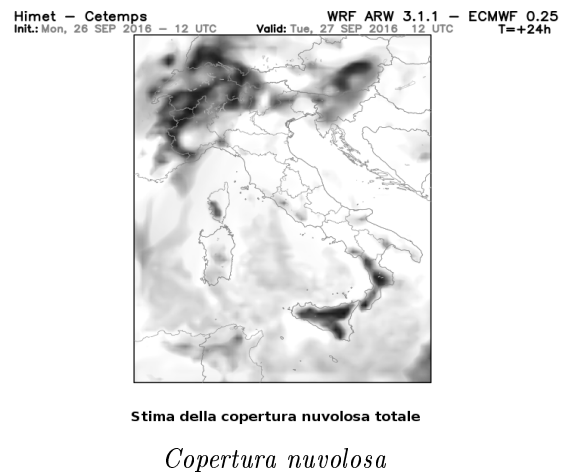 Himet – Cetemps WRF ARW 3.1.1 – ECMWF 0.25
Init.: Mon, 26 SEP 2016 – 12 UTC Valid: Tue, 27 SEP 2016 12 UTC T=+24h
Stima della copertura nuvolosa totale
Copertura nuvolosa